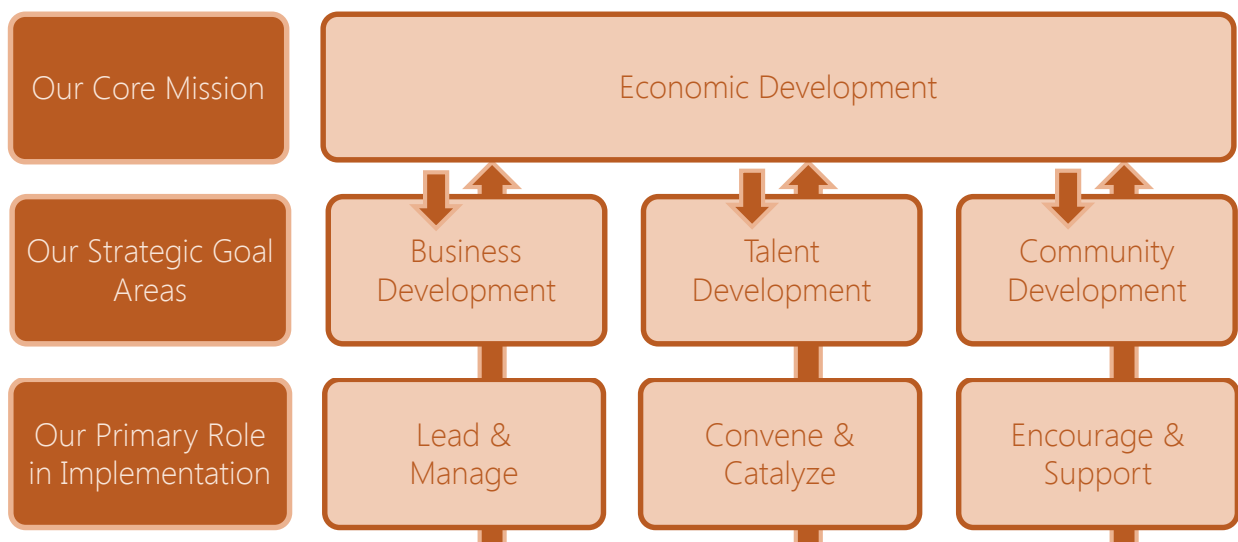 Our Core Mission
Economic Development
Our Strategic Goal
Areas
Business
Development
Talent
Development
Community
Development
Our Primary Role
in Implementation
Lead &
Manage
Convene &
Catalyze
Encourage &
Support